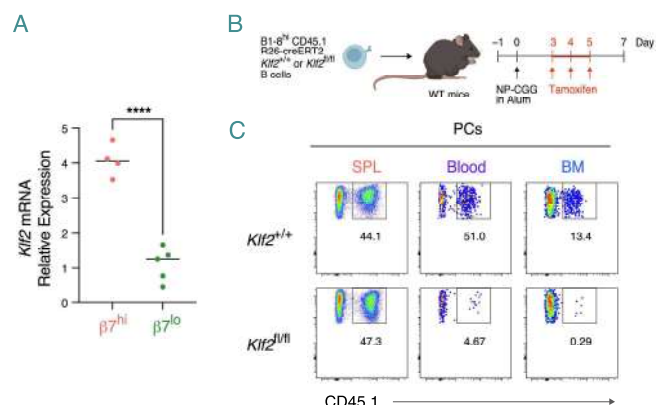 A
****
5
4
3
2
1
0
Klf2 mRNA
Relative Expression
β7hi
β7lo
B
B1-8hi CD45.1
R26-creERT2
Klf2+/+ or Klf2fl/fl
B cells
WT mice
−1 0 3 4 5 7 Day
NP-CGG
in Alum
Tamoxifen
C
PCs
SPL Blood BM
Klf2+/+
44.1 51.0 13.4
Klf2fl/fl
47.3 4.67 0.29
CD45.1